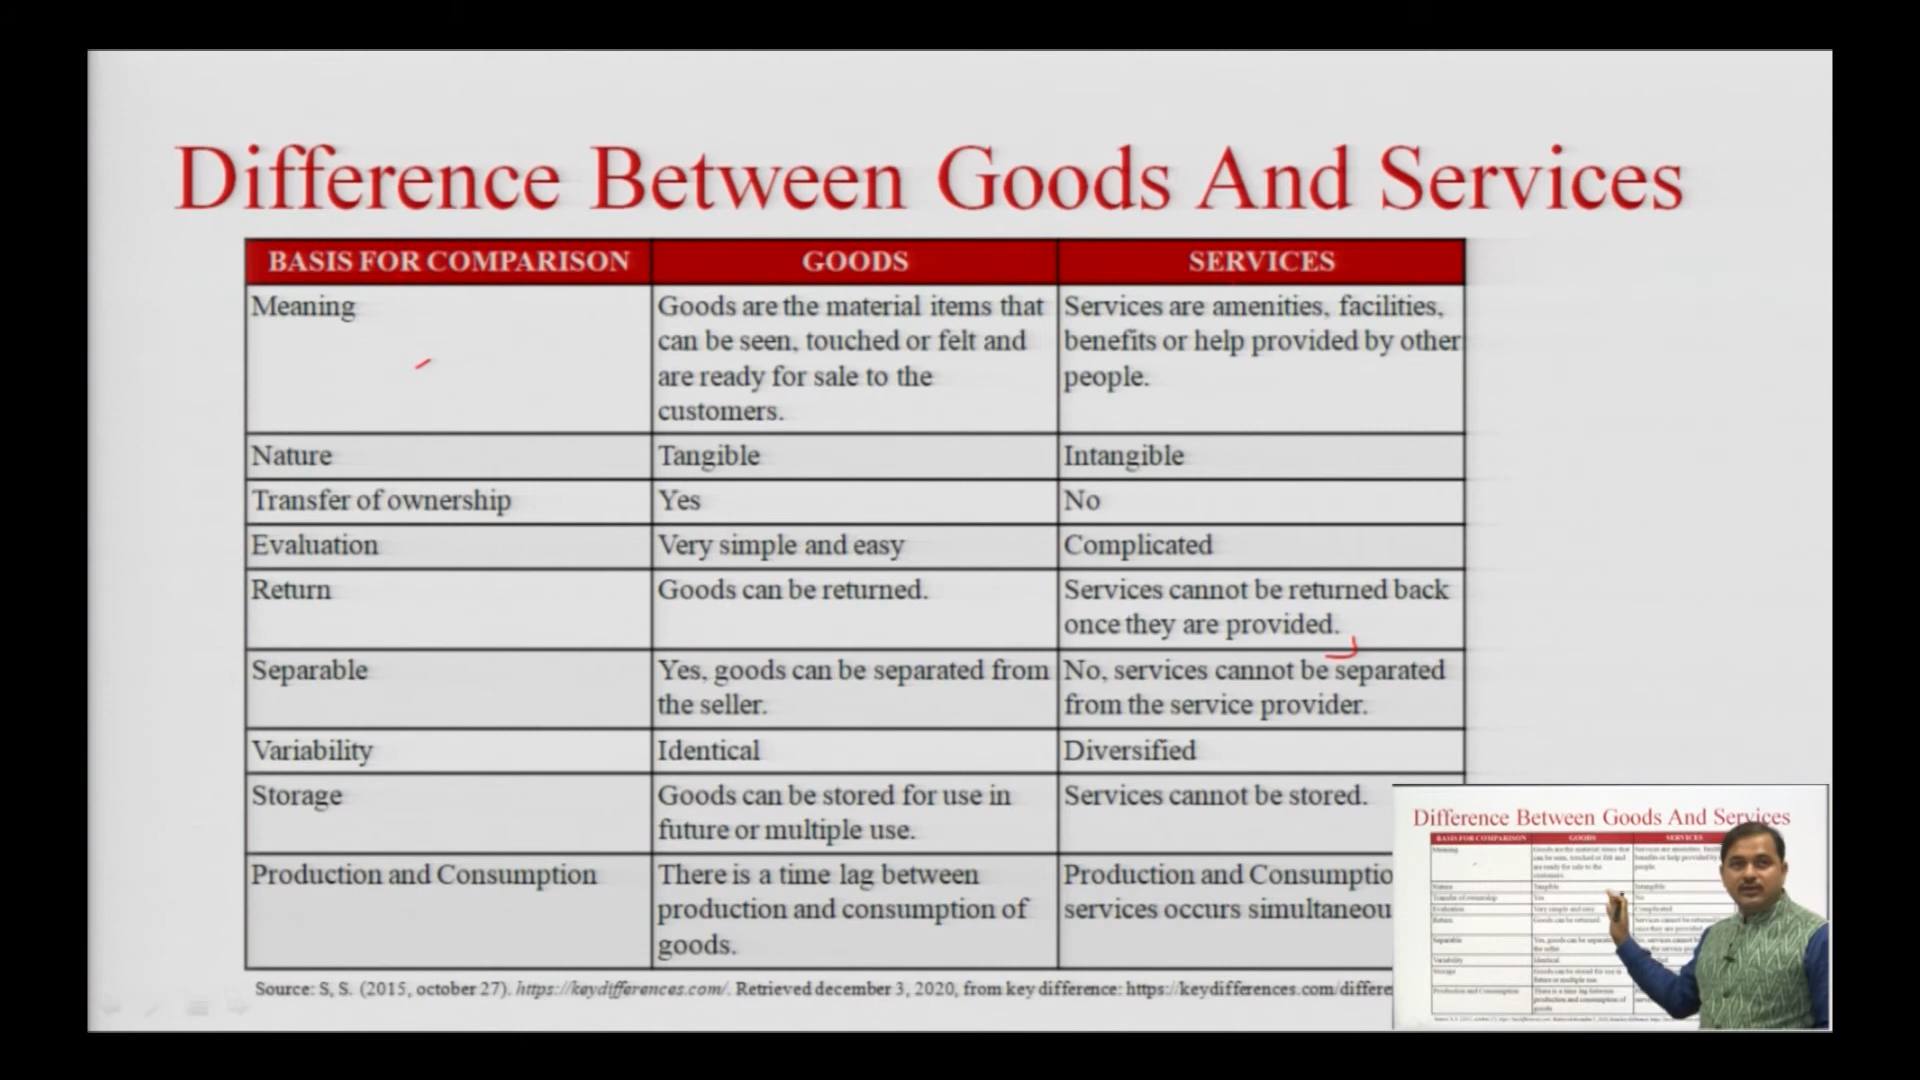 Difference Between Goods And Services
BASIS FOR COMPARISON GOODS SERVICES
Meaning
Goods are the material items that
can be seen, touched or felt and
are ready for sale to the
customers.
Services are amenities, facilities,
benefits or help provided by other
people.
Nature Tangible Intangible
Transfer of ownership Yes No
Evaluation Very simple and easy Complicated
Return
Goods can be returned.
Services cannot be returned back
once they are provided.
Separable
Yes, goods can be separated from
the seller.
No, services cannot be separated
from the service provider.
Variability Identical Diversified
Storage
Goods can be stored for use in
future or multiple use.
Services cannot be stored.
Production and Consumption
There is a time lag between
production and consumption of
goods.
Production and Consumptio
services occurs simultaneou
Source: S, S. (2015, october 27). https://keydifferences.com/. Retrieved december 3, 2020, from key difference: https://keydifferences.com/differe
Difference Between Goods And Services
BASIS FOR COMPARISON GOODS SERVICES